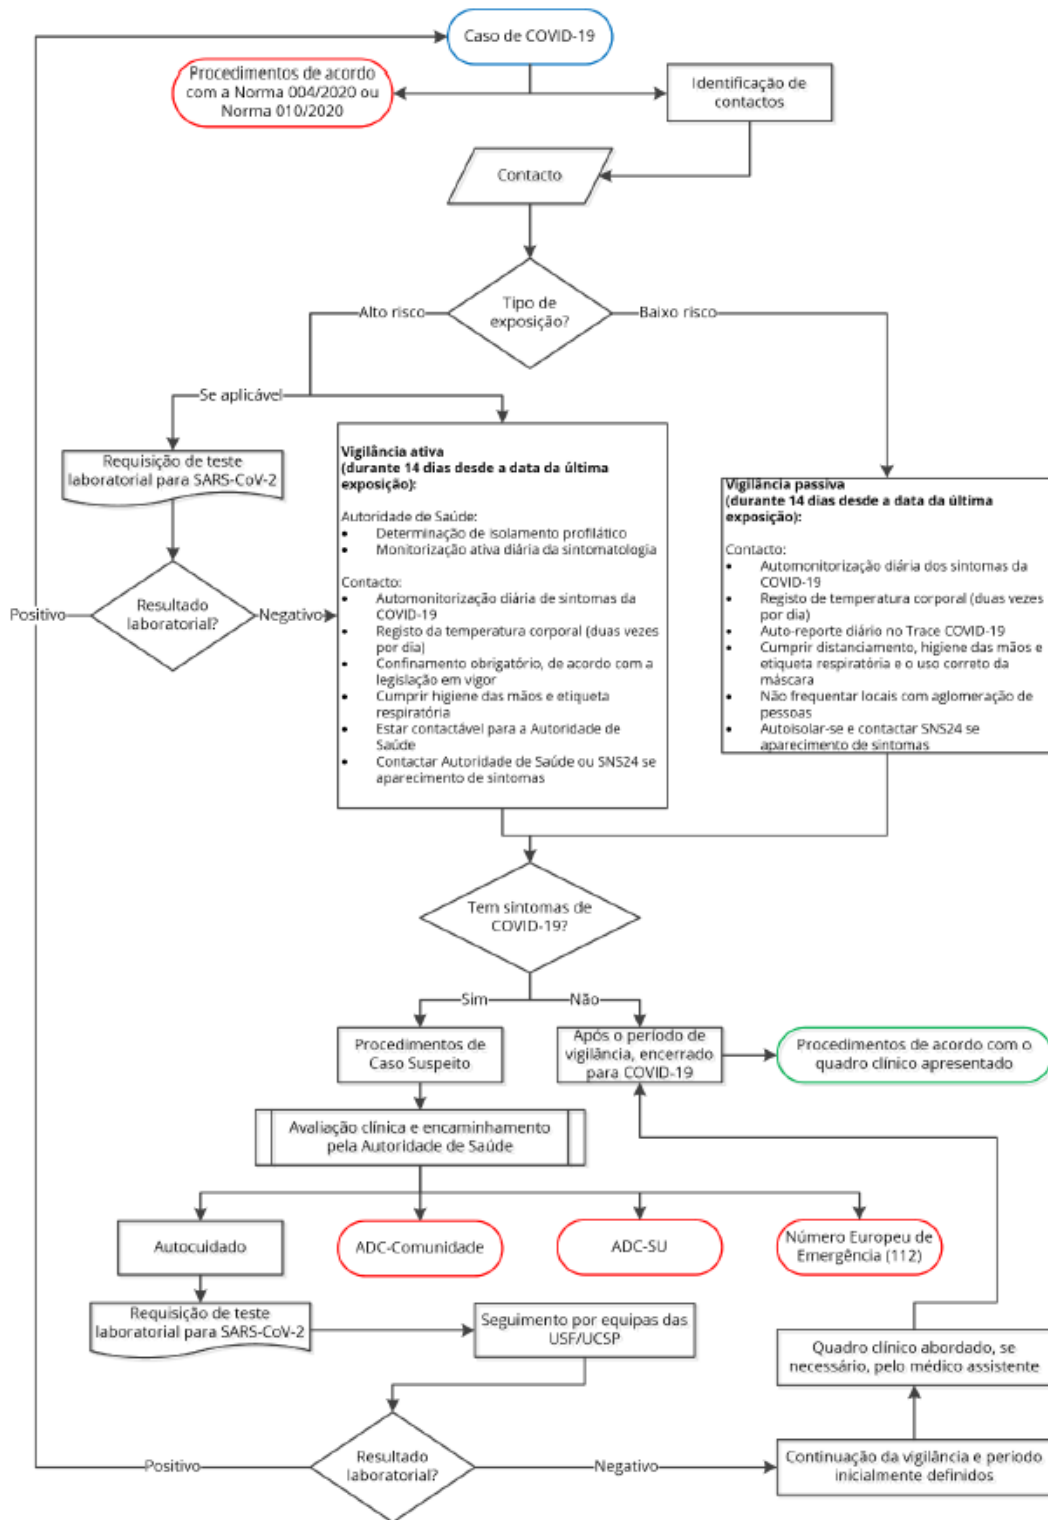 Caso de COVID-19
Procedimentos de acordo
com a Norma 004/2020 ou
Norma 010/2020
Identificação de
contactos
Contacto
Tipo de
exposição?
Alto risco
Baixo risco
Se aplicável
Requisição de teste
laboratorial para SARS-CoV-2
Resultado
laboratorial?
Positivo
Negativo
Vigilância ativa
(durante 14 dias desde a data da última
exposição):
Autoridade de Saúde:
• Determinação de isolamento profilático
• Monitorização ativa diária da sintomatologia
Contacto:
• Automonitorização diária de sintomas da
COVID-19
• Registo da temperatura corporal (duas vezes
por dia)
• Confinamento obrigatório, de acordo com a
legislação em vigor
• Cumprir higiene das mãos e etiqueta
respiratória
• Estar contactável para a Autoridade de
Saúde
• Contactar Autoridade de Saúde ou SNS24 se
aparecimento de sintomas
Vigilância passiva
(durante 14 dias desde a data da última
exposição):
Contacto:
• Automonitorização diária dos sintomas da
COVID-19
• Registo de temperatura corporal (duas vezes
por dia)
• Auto-reporte diário no Trace COVID-19
• Cumprir distanciamento, higiene das mãos e
etiqueta respiratória e o uso correto da
máscara
• Não frequentar locais com aglomeração de
pessoas
• Autoisolar-se e contactar SNS24 se
aparecimento de sintomas
Tem sintomas de
COVID-19?
Sim
Não
Procedimentos de
Caso Suspeito
Após o período de
vigilância, encerrado
para COVID-19
Procedimentos de acordo com o
quadro clínico apresentado
Avaliação clínica e encaminhamento
pela Autoridade de Saúde
Autocuidado
ADC-Comunidade
ADC-SU
Número Europeu de
Emergência (112)
Requisição de teste
laboratorial para SARS-CoV-2
Seguimento por equipas das
USF/UCSP
Quadro clínico abordado, se
necessário, pelo médico assistente
Resultado
laboratorial?
Positivo
Negativo
Continuação da vigilância e período
inicialmente definidos